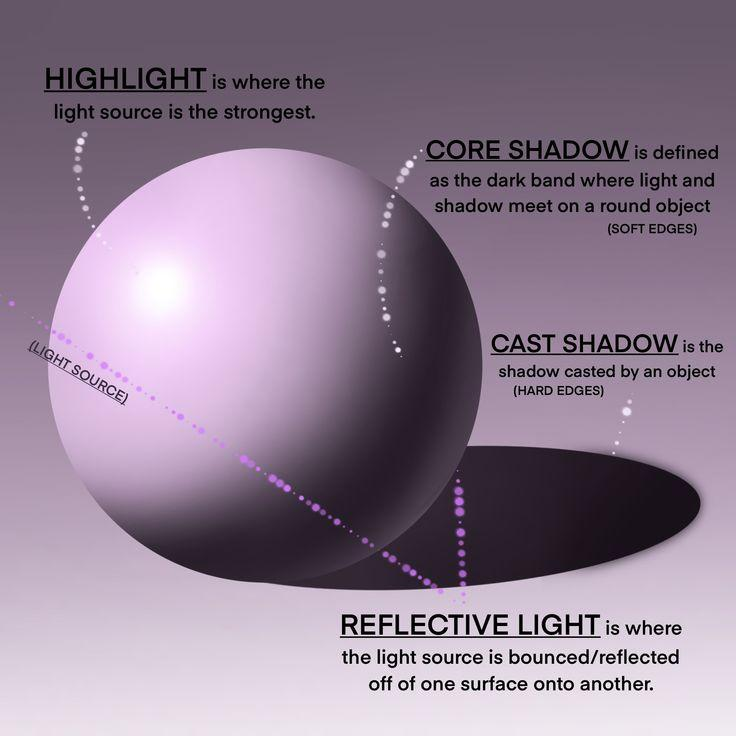 HIGHLIGHT is where the
light source is the strongest.
CORE SHADOW is defined
as the dark band where light and
shadow meet on a round object
(SOFT EDGES)
(LIGHT SOURCE)
CAST SHADOW is the
shadow casted by an object
(HARD EDGES)
REFLECTIVE LIGHT is where
the light source is bounced/reflected
off of one surface onto another.